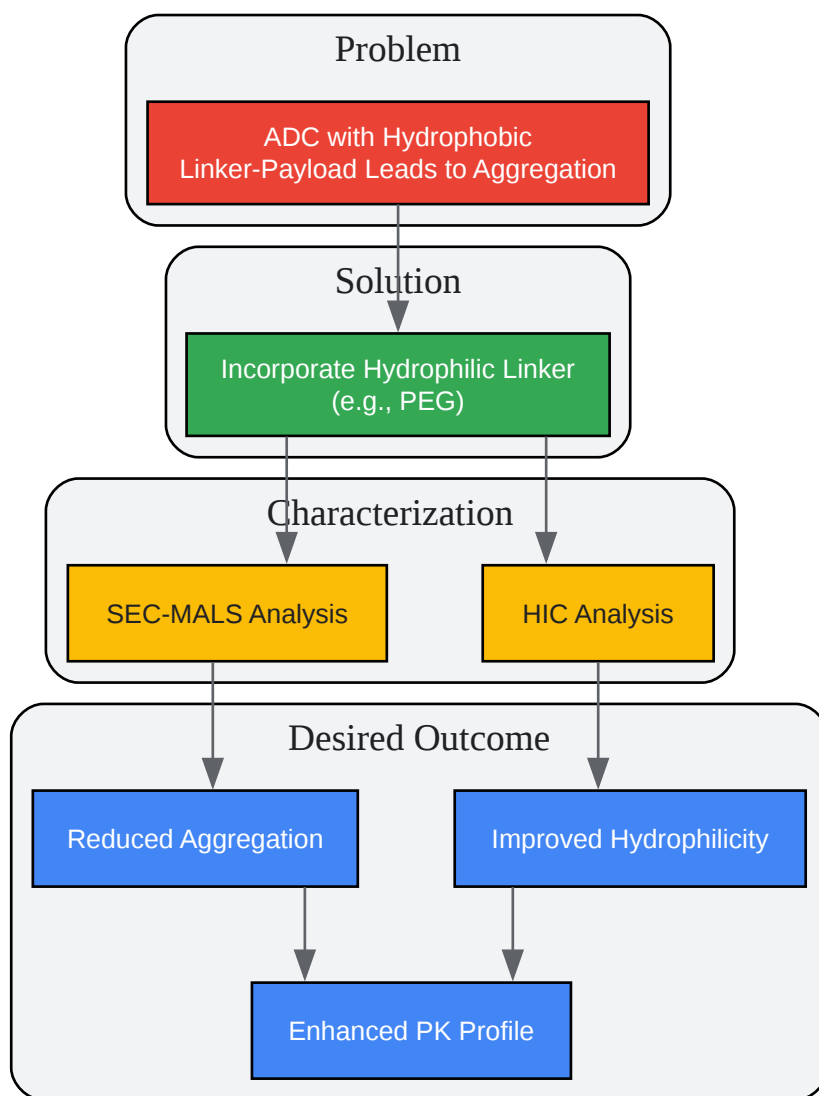 Problem
ADC with Hydrophobic
Linker-Payload Leads to Aggregation
Solution
Incorporate Hydrophilic Linker
(e.g., PEG)
Characterization
SEC-MALS Analysis
HIC Analysis
Desired Outcome
Reduced Aggregation
Improved Hydrophilicity
Enhanced PK Profile